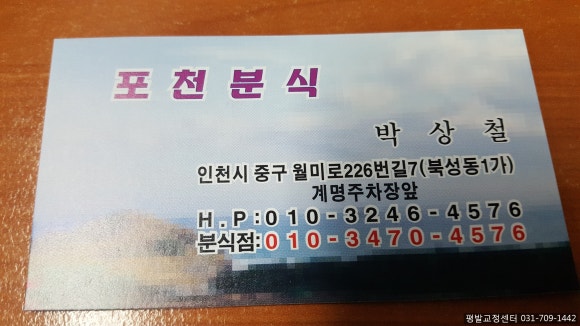 포천분식
박상철
인천시 중구 월미로226번길7(북성동1가)
계명주차장앞
H.P:010-3246-4576
분식점:010-3470-4576
평발교정센터 031-709-1442